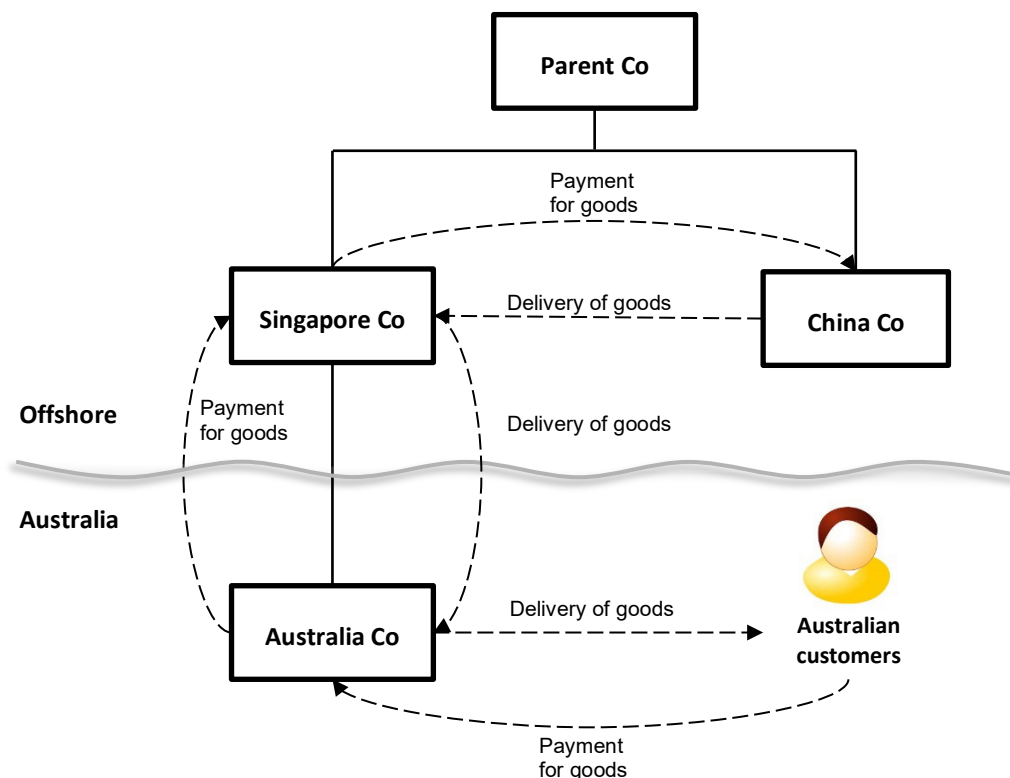 Parent Co
Payment
for goods
Singapore Co
Delivery of goods
China Co
Offshore
Payment
for goods
Delivery of goods
Australia
Australia Co
Delivery of goods
Australian
customers
Payment
for goods